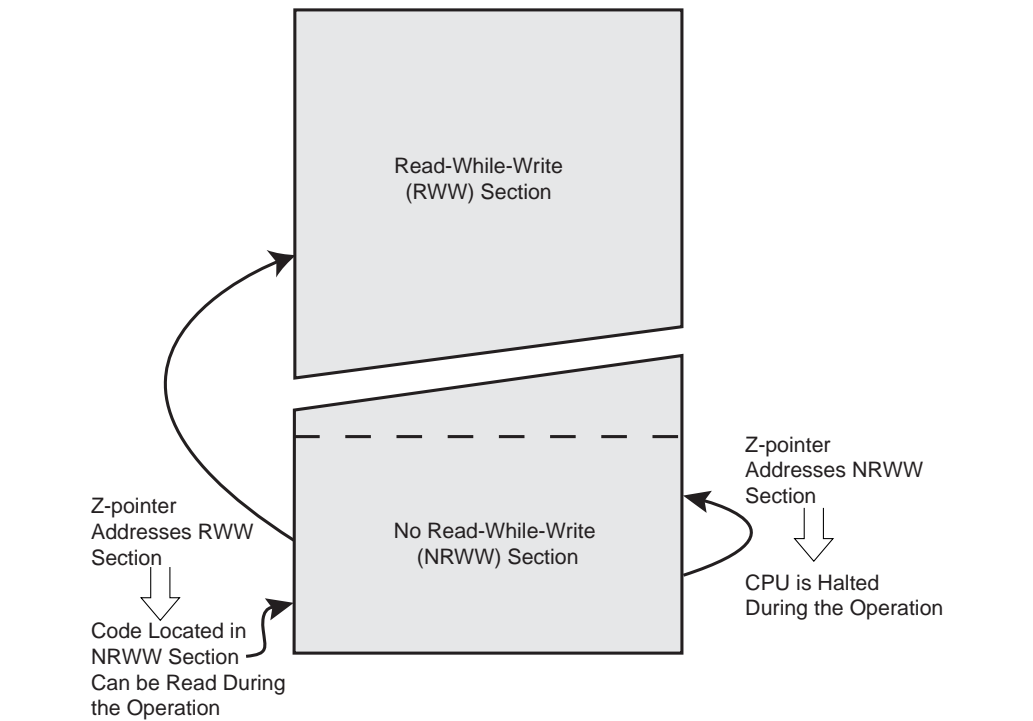 Read-While-Write
(RWW) Section
Z-pointer
Addresses NRWW
Section
Z-pointer
Addresses RWW
Section
No Read-While-Write
(NRWW) Section
CPU is Halted
During the Operation
Code Located in
NRWW Section
Can be Read During
the Operation